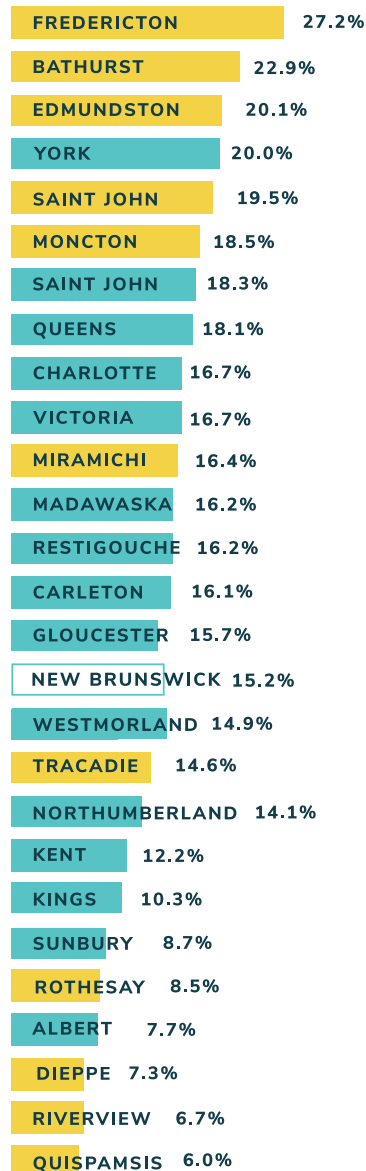 FREDERICTON 27.2%
BATHURST 22.9%
EDMUNDSTON 20.1%
YORK 20.0%
SAINT JOHN 19.5%
MONCTON 18.5%
SAINT JOHN 18.3%
QUEENS 18.1%
CHARLOTTE 16.7%
VICTORIA 16.7%
MIRAMICHI 16.4%
MADAWASKA 16.2%
RESTIGOUCHE 16.2%
CARLETON 16.1%
GLOUCESTER 15.7%
NEW BRUNSWICK 15.2%
WESTMORLAND 14.9%
TRACADIE 14.6%
NORTHUMBERLAND 14.1%
KENT 12.2%
KINGS 10.3%
SUNBURY 8.7%
ROTHESAY 8.5%
ALBERT 7.7%
DIEPPE 7.3%
RIVERVIEW 6.7%
QUISPAMSIS 6.0%